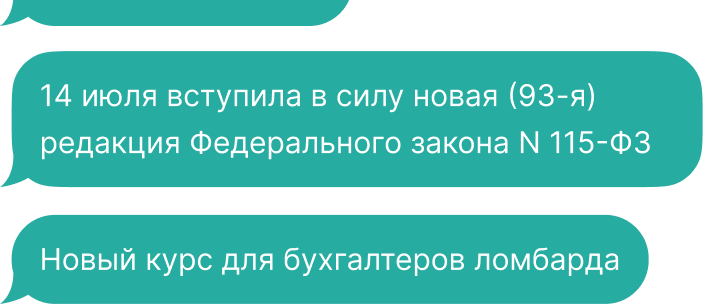 14 июля вступила в силу новая (93-я)
редакция Федерального закона N 115-ФЗ
Новый курс для бухгалтеров ломбарда